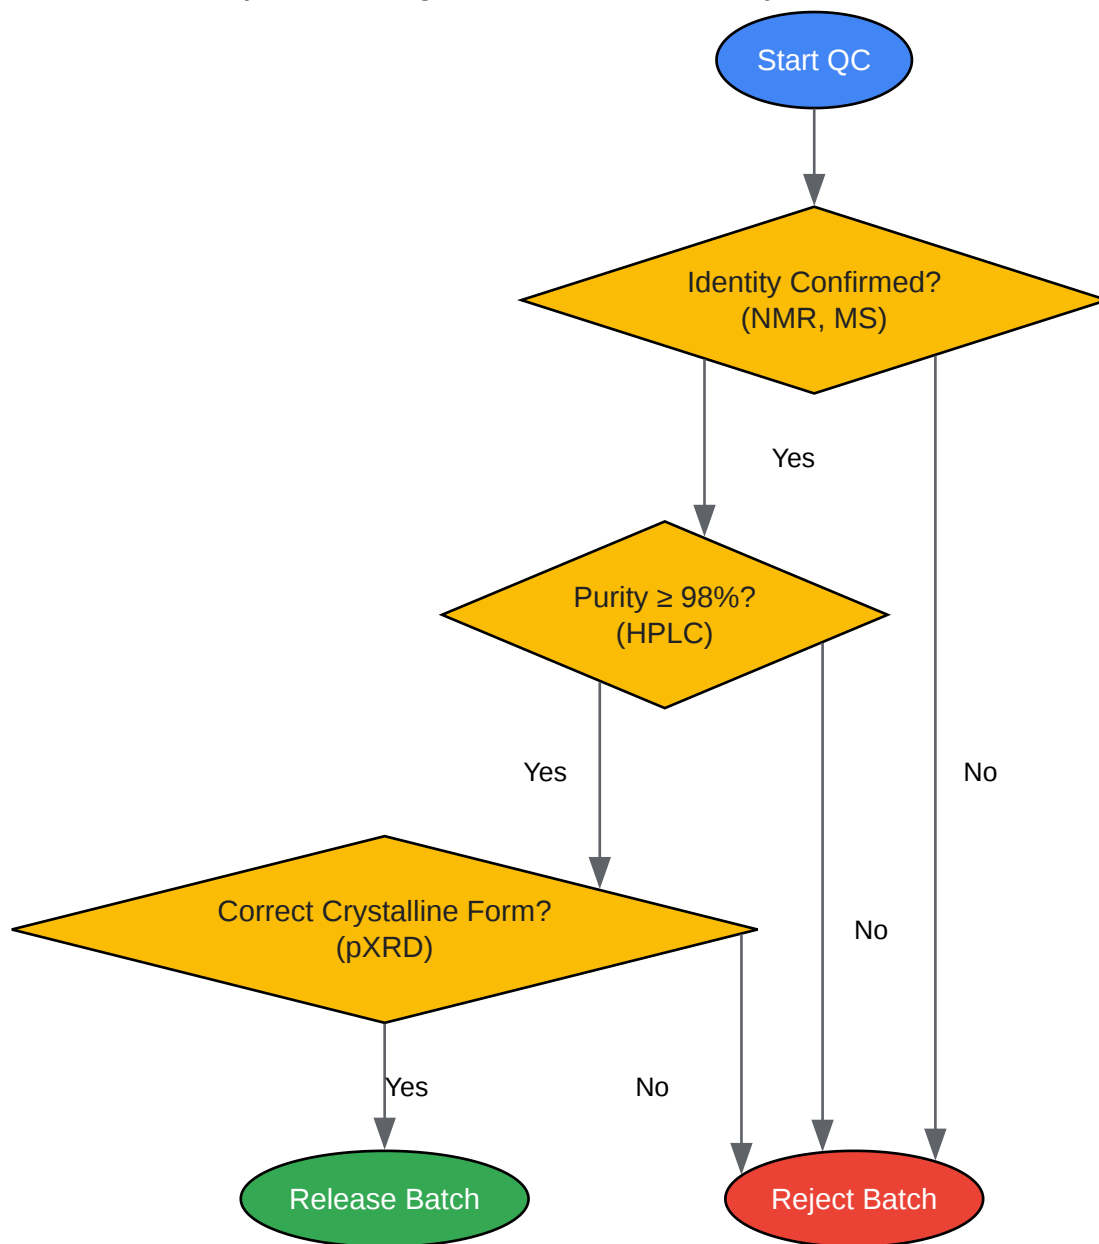 Start QC
Identity Confirmed?
(NMR, MS)
Yes
Purity ≥ 98%?
(HPLC)
Yes
No
Correct Crystalline Form?
(pXRD)
No
Yes
No
Release Batch
Reject Batch